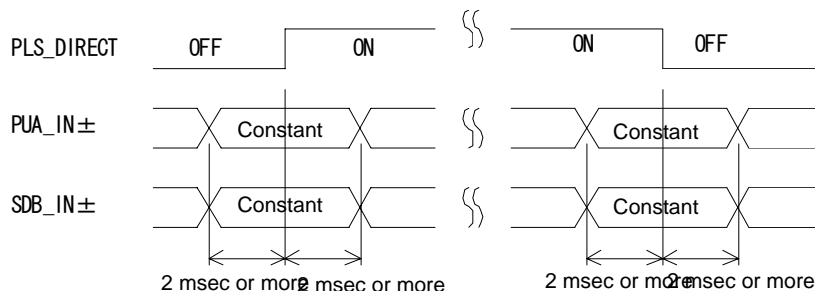 PLS_DIRECT OFF ON ON OFF
PUA_IN± Constant Constant
SDB_IN± Constant Constant
2 msec or more 2 msec or more 2 msec or more 2 msec or more